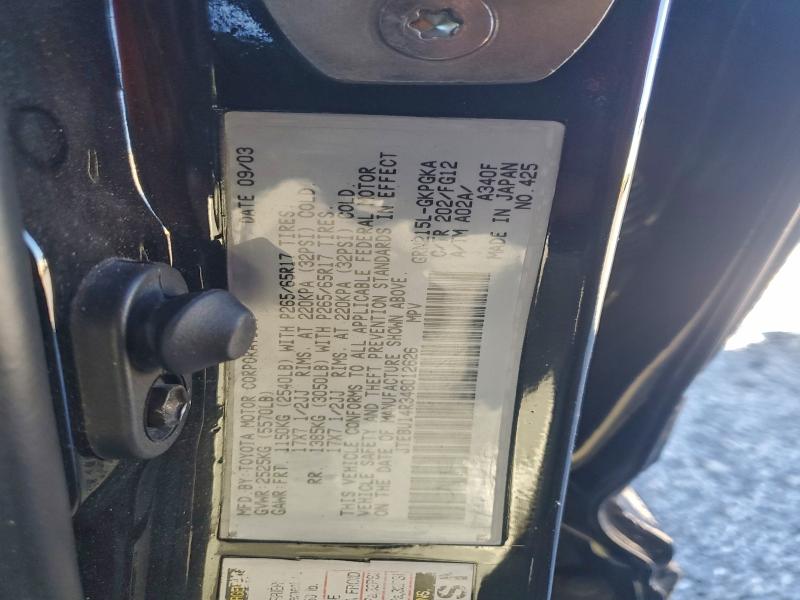 MFD BY:TOYOTA MOTOR CORPORATION DATE 09/03
GVWR:2525KG (5570LB)
GAWR:FRT. 1150KG (2540LB) WITH P265/65R17 TIRES,
17X7 1/2JJ RIMS, AT 220KPA (32PSI) COLD.
RR. 1385KG (3050LB) WITH P265/65R17 TIRES,
17X7 1/2JJ RIMS, AT 220KPA (32PSI) COLD.
THIS VEHICLE CONFORMS TO ALL APPLICABLE FEDERAL MOTOR
VEHICLE SAFETY AND THEFT PREVENTION STANDARDS IN EFFECT
ON THE DATE OF MANUFACTURE SHOWN ABOVE.
JTEBU14R348012626 MPV
GRN215L-GKPGKA
C/TR 202/FG12
A/TM A02A/ A340F
MADE IN JAPAN
NO.425